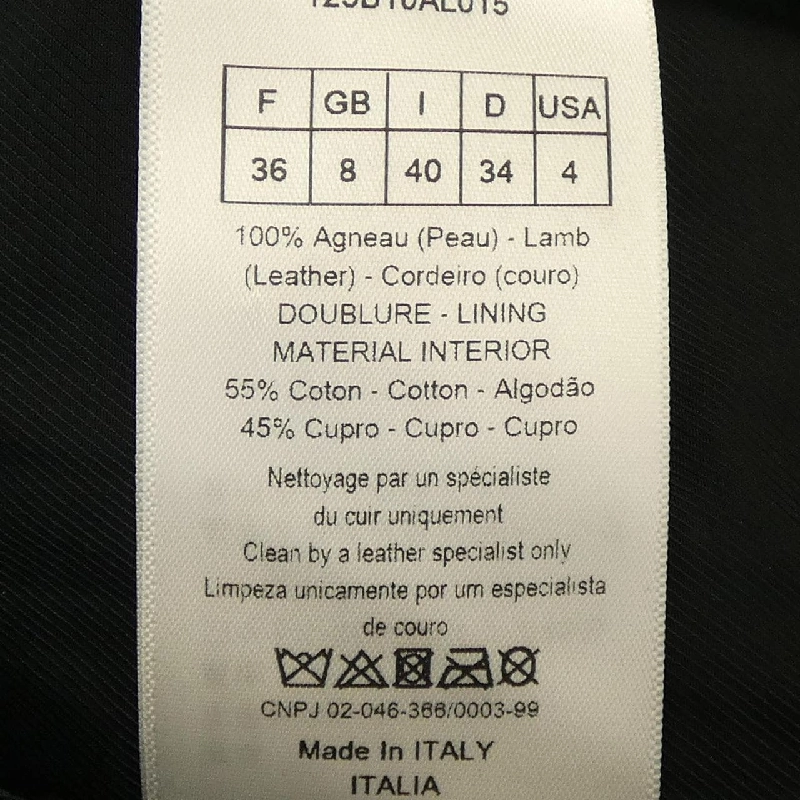 F GB I D USA
36 8 40 34 4
100% Agneau (Peau) - Lamb
(Leather) - Cordeiro (couro)
DOUBLURE - LINING
MATERIAL INTERIOR
55% Coton - Cotton - Algodão
45% Cupro - Cupro - Cupro
Nettoyage par un spécialiste
du cuir uniquement
Clean by a leather specialist only
Limpeza unicamente por um especialista
de couro
CNPJ 02-046-366/0003-99
Made In ITALY
ITALIA